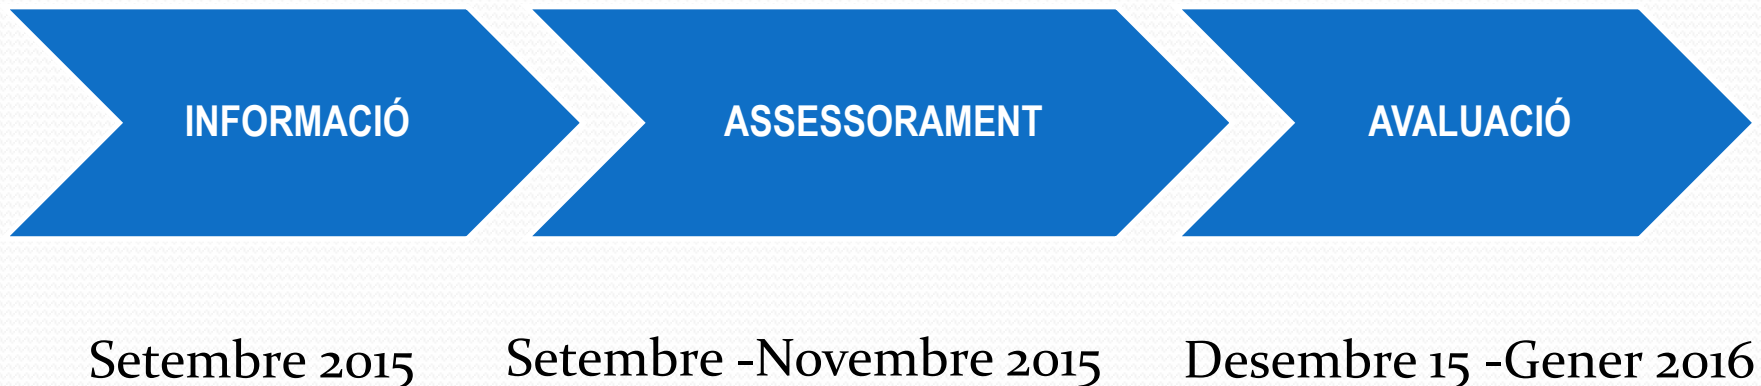 INFORMACIÓ
ASSESSORAMENT
AVALUACIÓ
Setembre 2015
Setembre -Novembre 2015
Desembre 15 -Gener 2016